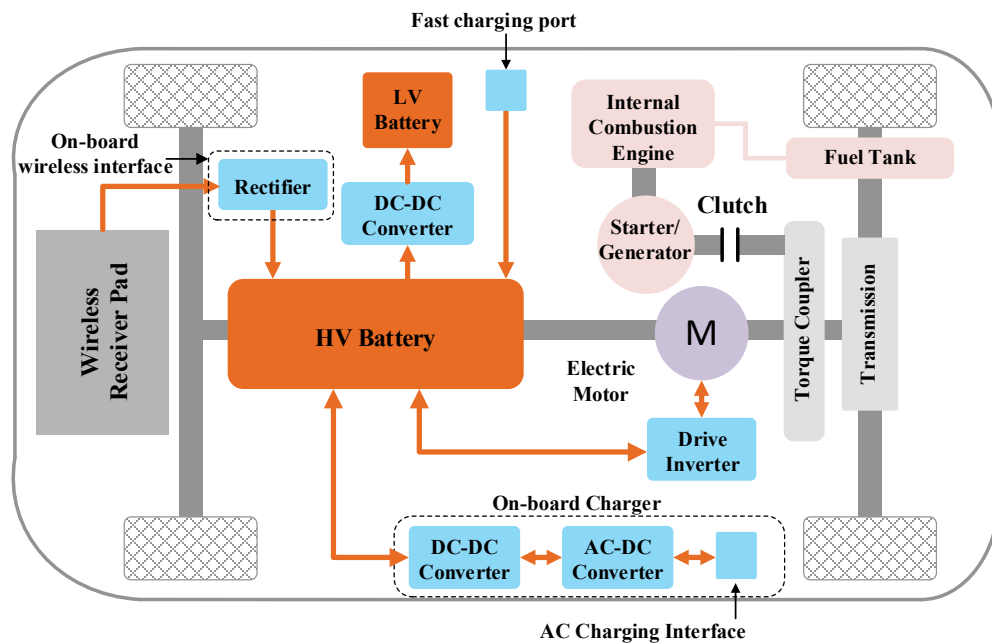 Fast charging port
LV
Battery
Internal
Combustion
Engine
Fuel Tank
On-board
wireless interface
Rectifier
DC-DC
Converter
Starter/
Generator
Clutch
Wireless
Receiver Pad
HV Battery
M
Electric
Motor
Torque Coupler
Transmission
Drive
Inverter
On-board Charger
DC-DC
Converter
AC-DC
Converter
AC Charging Interface